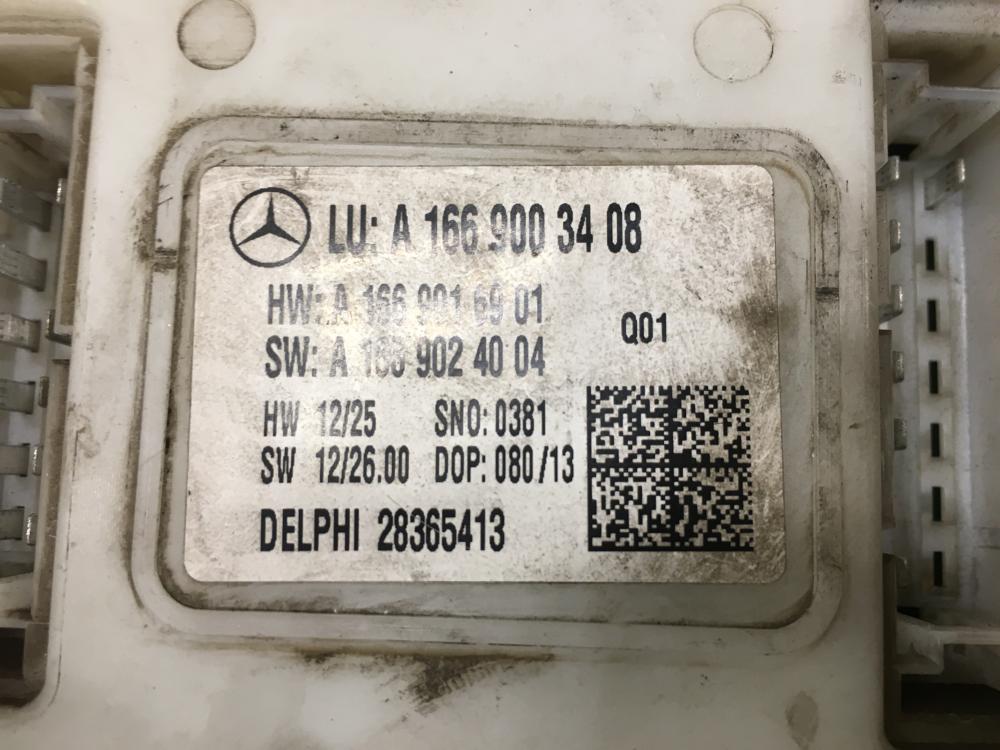 LU: A 166 900 34 08
HW: A 166 901 69 01
SW: A 166 902 40 04
Q01
HW 12/25 SNO: 0381
SW 12/26.00 DOP: 080/13
DELPHI 28365413